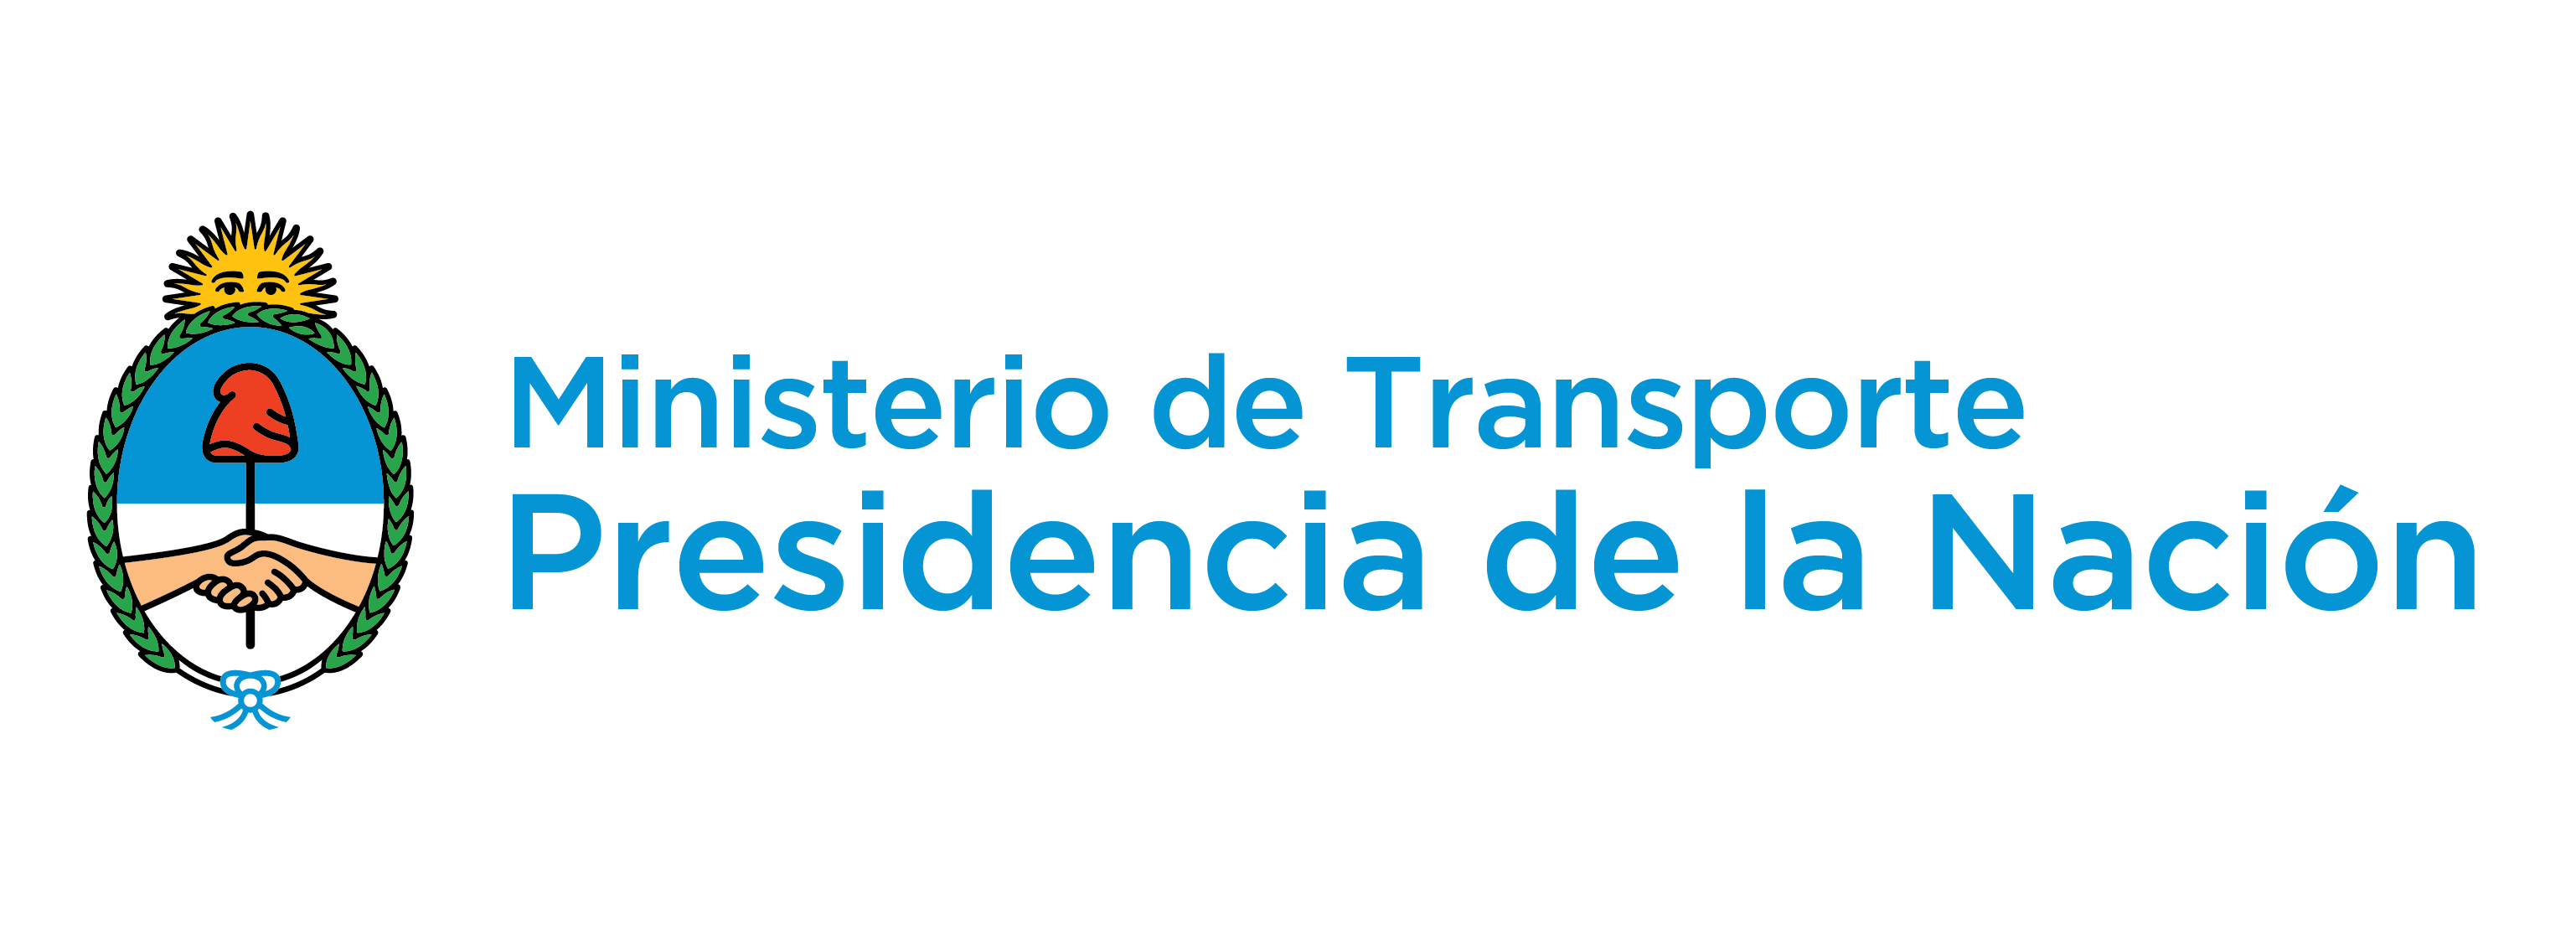 Ministerio de Transporte
Presidencia de la Nación